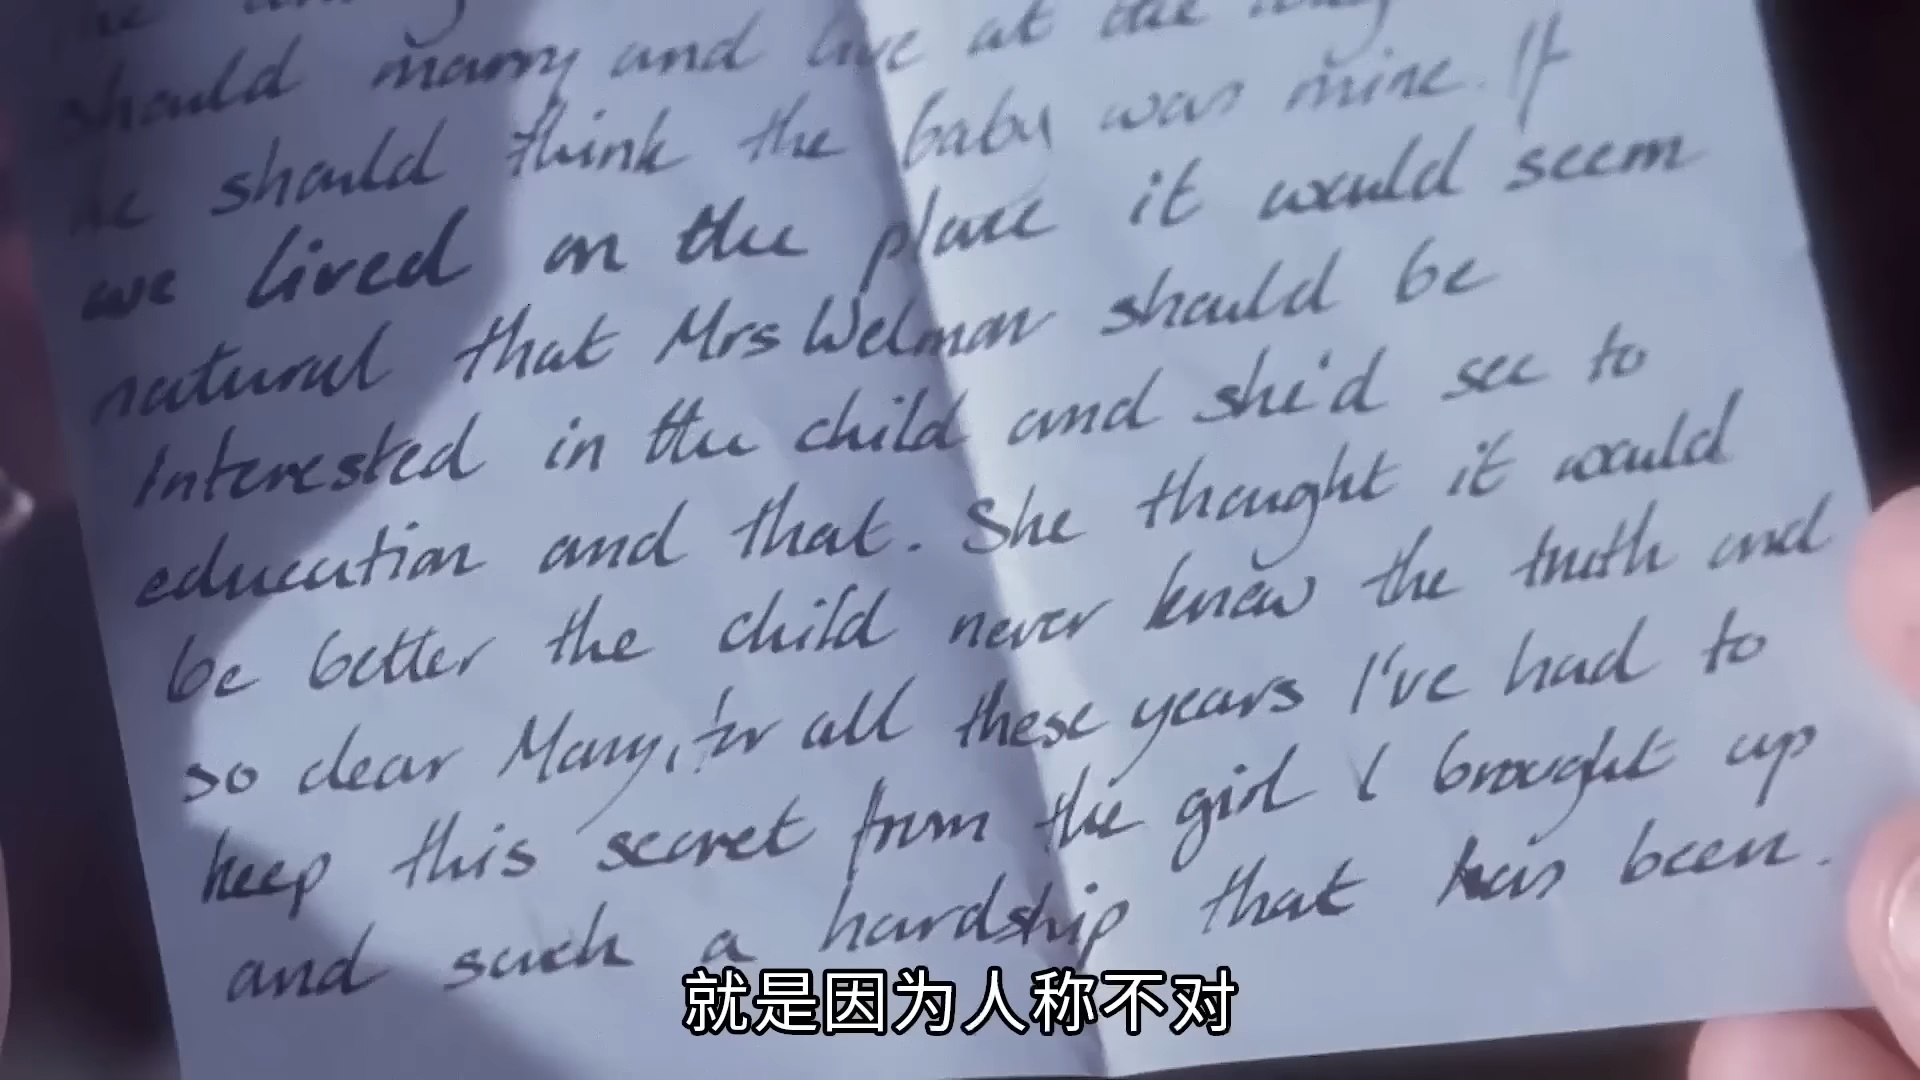 should marry and live at the
he should think the baby was mine. If
we lived on the place it would seem
natural that Mrs Welman should be
interested in the child and she'd see to
education and that. She thought it would
be better the child never knew the truth and
so dear Mary, for all these years I've had to
keep this secret from the girl I brought up
and such a hardship that has been.
就是因为人称不对